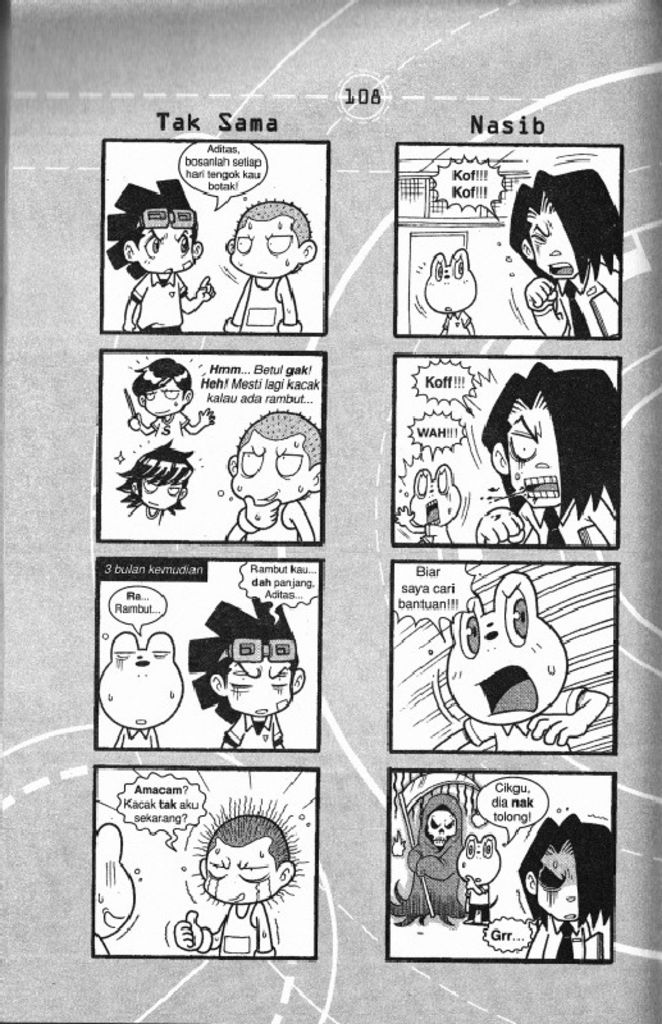 108
Tak Sama
Aditas,
bosanlah setiap
hari tengok kau
botak!
Hmm... Betul gak!
Heh! Mesti lagi kacak
kalau ada rambut...
S
3 bulan kemudian
Ra...
Rambut...
Rambut kau...
dah panjang,
Aditas...
Amacam?
Kacak tak aku
sekarang?
Nasib
Kof!!!
Kof!!!
Koff!!!
WAH!!!
Biar
saya cari
bantuan!!!
Cikgu,
dia nak
tolong!
Grr...